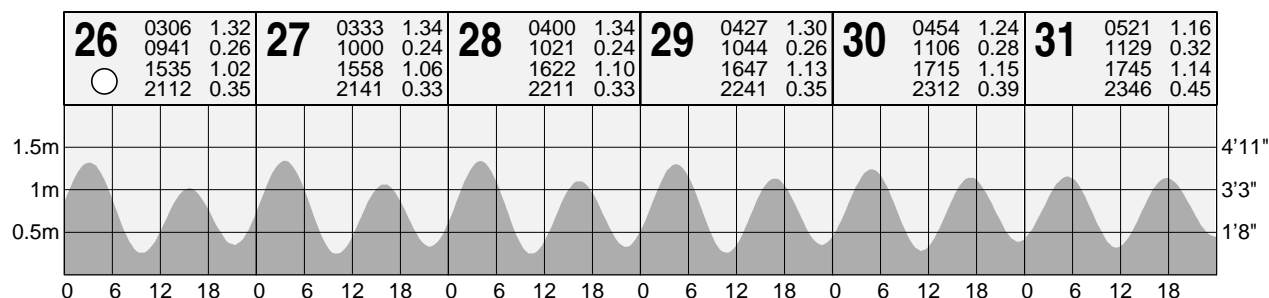 26 0306 1.32 27 0333 1.34 28 0400 1.34 29 0427 1.30 30 0454 1.24 31 0521 1.16
0941 0.26 1000 0.24 1021 0.24 1044 0.26 1106 0.28 1129 0.32
1535 1.02 1558 1.06 1622 1.10 1647 1.13 1715 1.15 1745 1.14
2112 0.35 2141 0.33 2211 0.33 2241 0.35 2312 0.39 2346 0.45
1.5m 4'11"
1m 3'3"
0.5m 1'8"
0 6 12 18 0 6 12 18 0 6 12 18 0 6 12 18 0 6 12 18 0 6 12 18